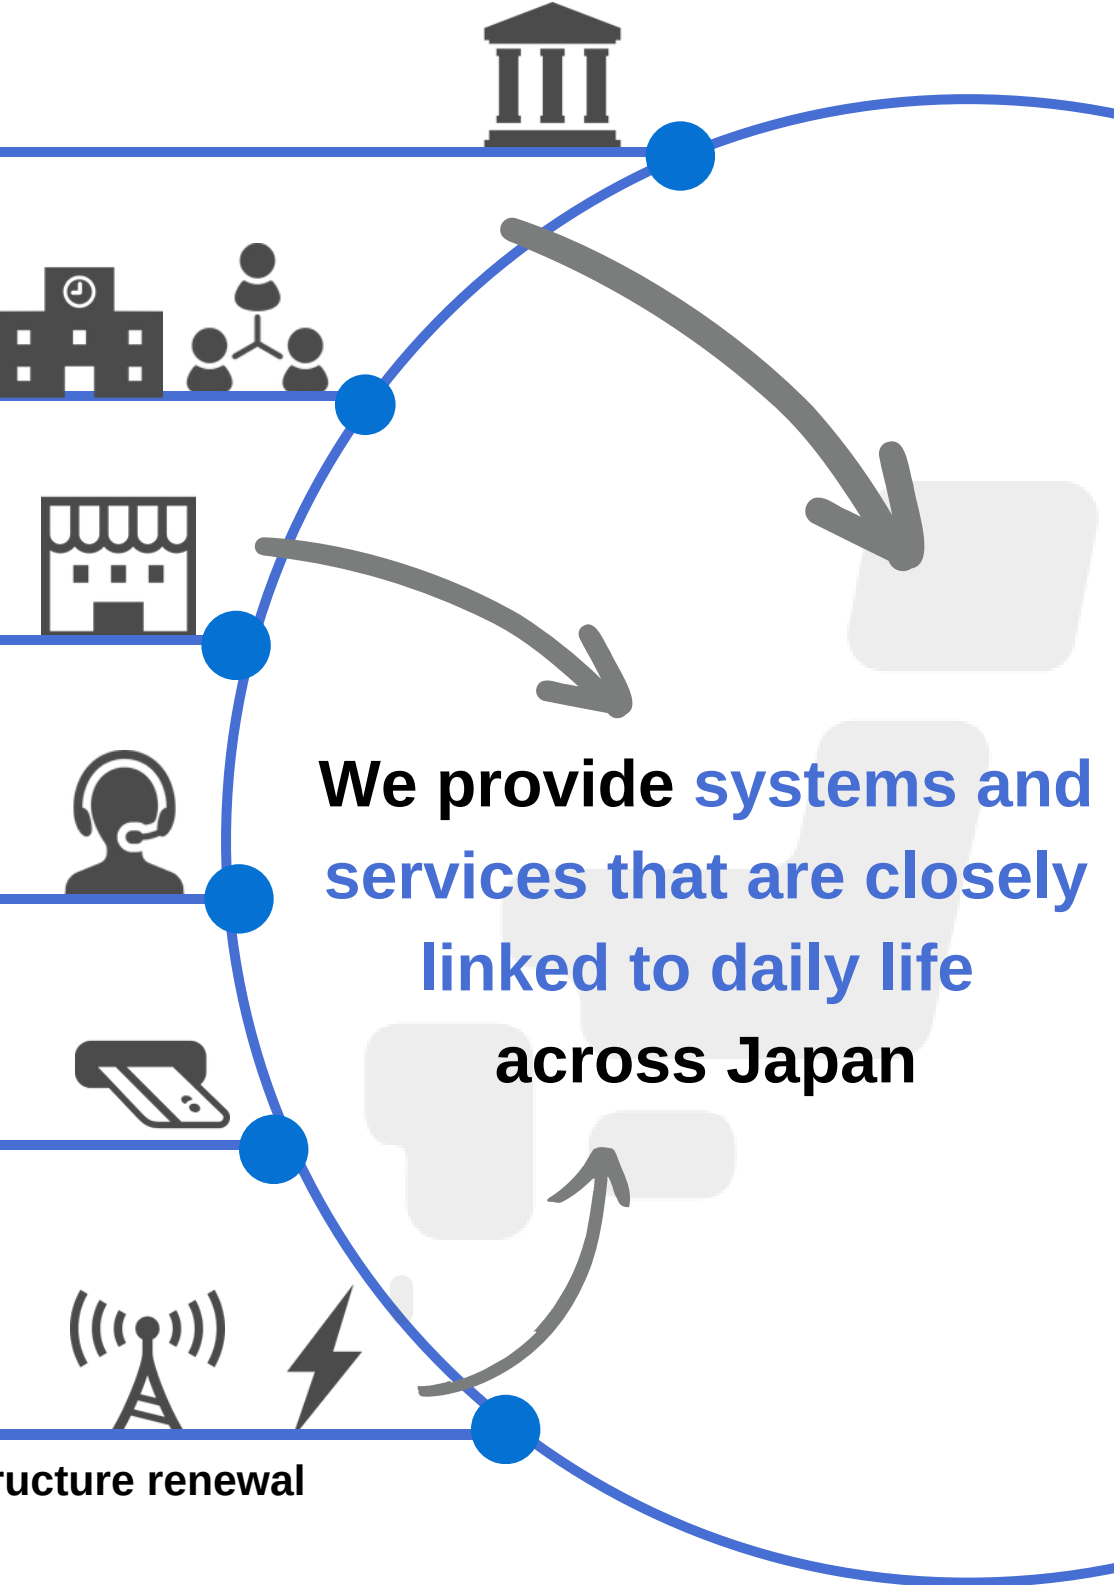 We provide systems and
services that are closely
linked to daily life
across Japan
ructure renewal